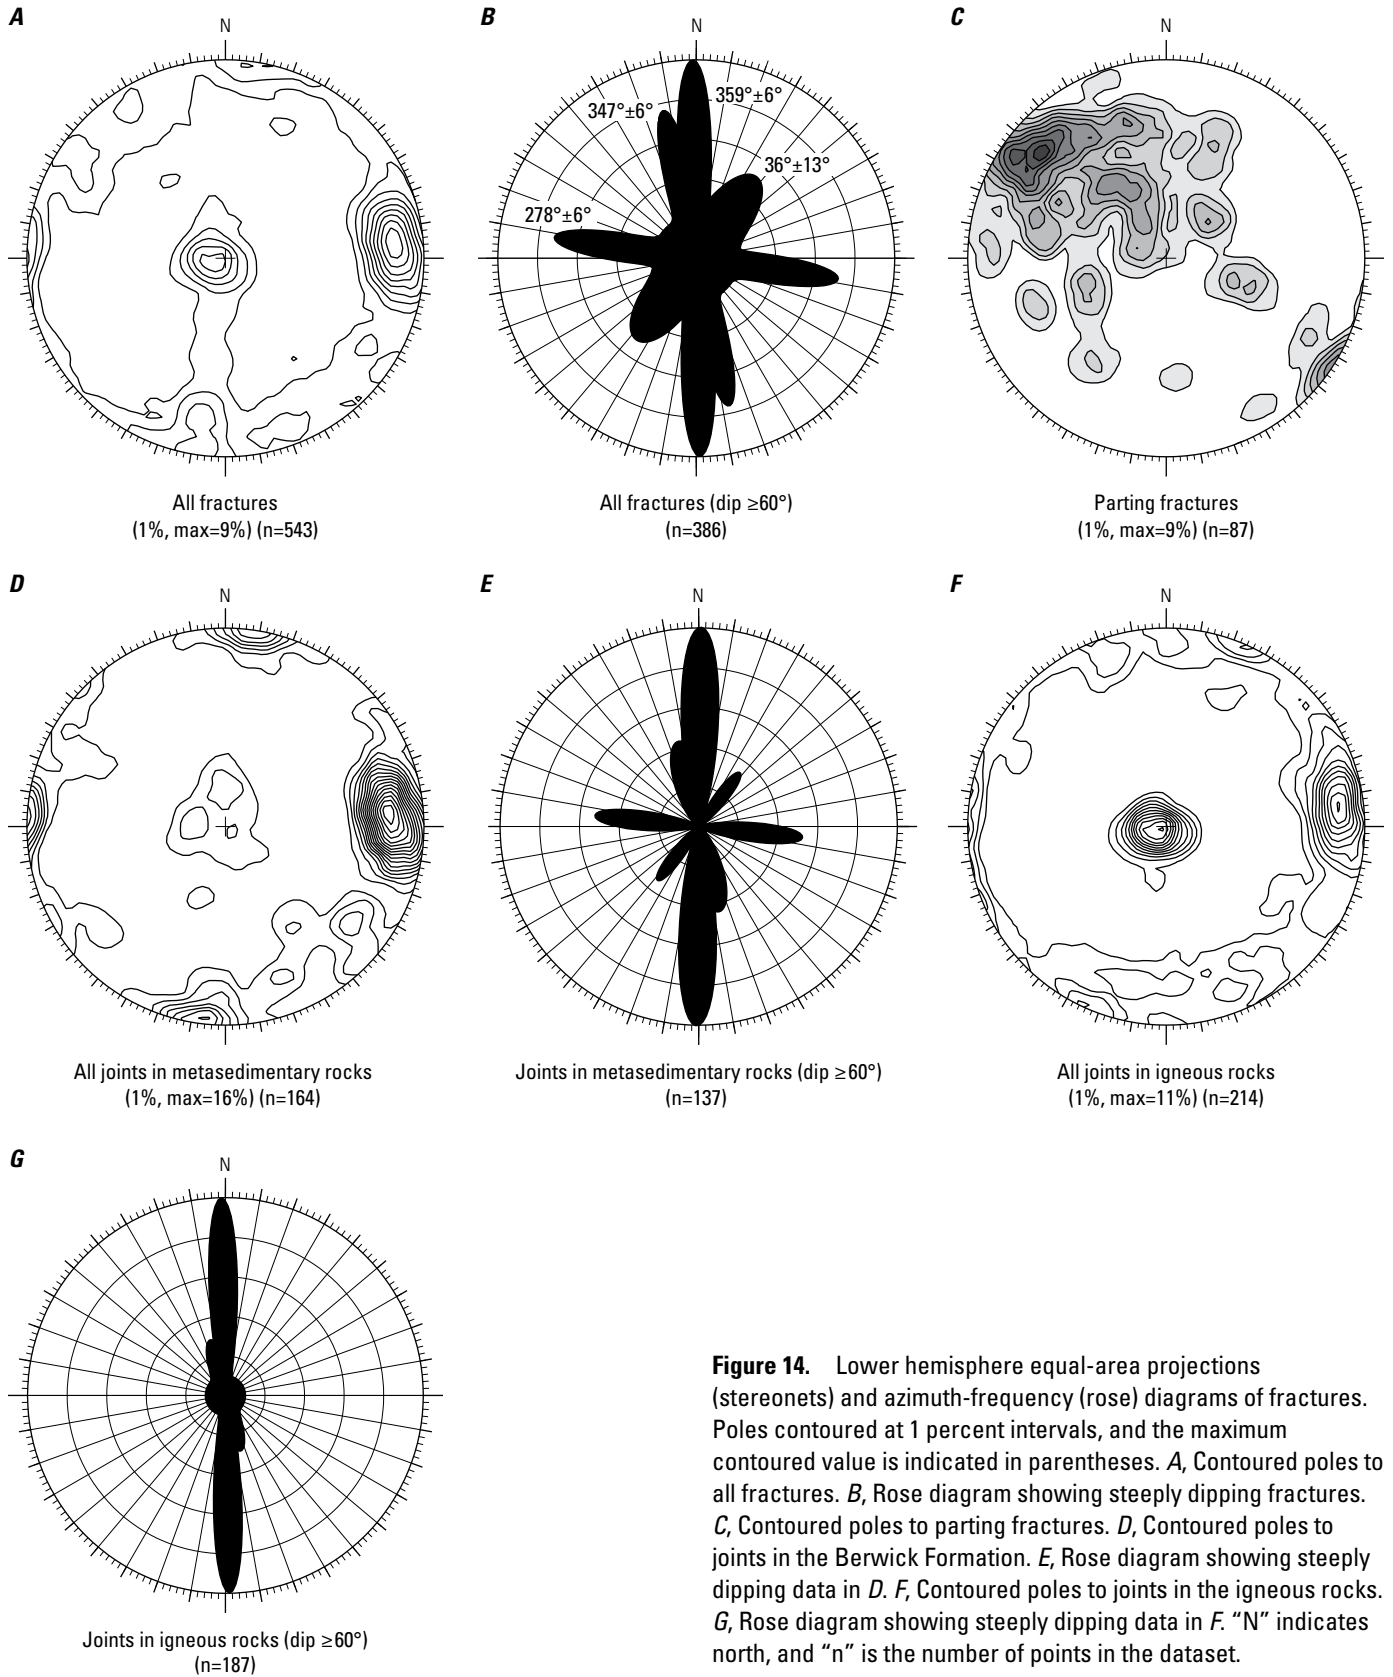 A
B
C
N
N
N
347°±6°
359°±6°
36°±13°
278°±6°
All fractures
(1%, max=9%) (n=543)
All fractures (dip ≥60°)
(n=386)
Parting fractures
(1%, max=9%) (n=87)
D
E
F
N
N
N
All joints in metasedimentary rocks
(1%, max=16%) (n=164)
Joints in metasedimentary rocks (dip ≥60°)
(n=137)
All joints in igneous rocks
(1%, max=11%) (n=214)
G
N
Joints in igneous rocks (dip ≥60°)
(n=187)
Figure 14. Lower hemisphere equal-area projections
(stereonets) and azimuth-frequency (rose) diagrams of fractures.
Poles contoured at 1 percent intervals, and the maximum
contoured value is indicated in parentheses. A, Contoured poles to
all fractures. B, Rose diagram showing steeply dipping fractures.
C, Contoured poles to parting fractures. D, Contoured poles to
joints in the Berwick Formation. E, Rose diagram showing steeply
dipping data in D. F, Contoured poles to joints in the igneous rocks.
G, Rose diagram showing steeply dipping data in F. “N” indicates
north, and “n” is the number of points in the dataset.